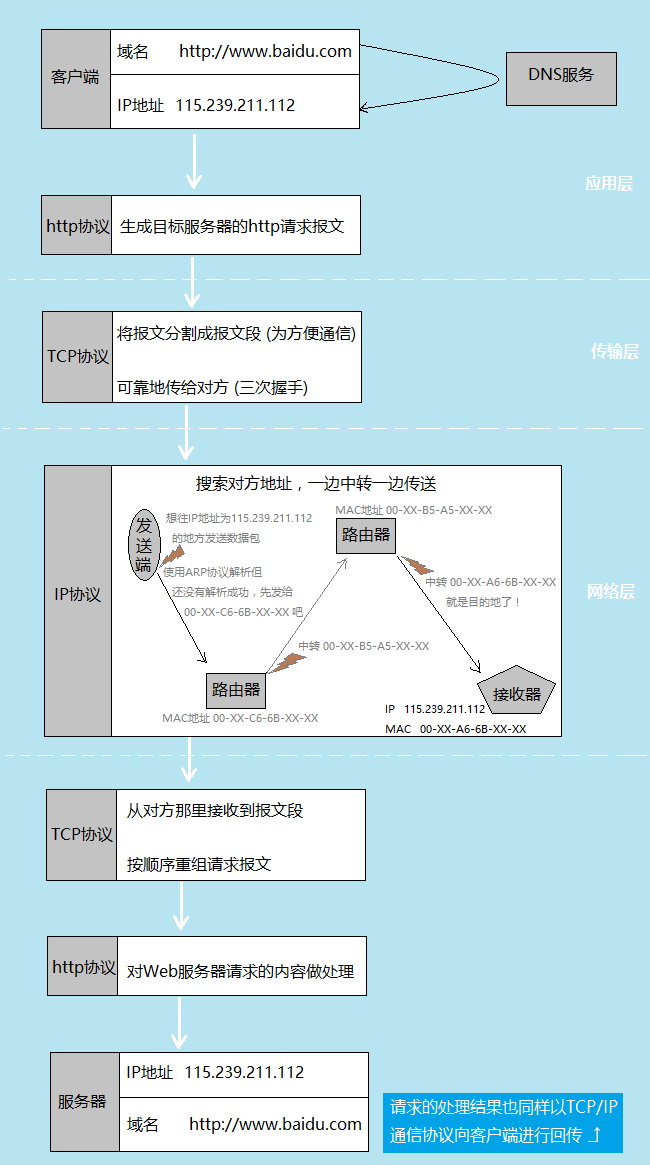 客户端
域名 http://www.baidu.com
IP地址 115.239.211.112
DNS服务
应用层
http协议
生成目标服务器的http请求报文
TCP协议
将报文分割成报文段 (为方便通信)
可靠地传给对方 (三次握手)
传输层
IP协议
搜索对方地址，一边中转一边传送
发送端
想往IP地址为115.239.211.112
的地方发送数据包
使用ARP协议解析但
还没有解析成功，先发给
00-XX-C6-6B-XX-XX 吧
MAC地址 00-XX-B5-A5-XX-XX
路由器
中转 00-XX-A6-6B-XX-XX
就是目的地了！
网络层
中转 00-XX-B5-A5-XX-XX
路由器
MAC地址 00-XX-C6-6B-XX-XX
接收器
IP 115.239.211.112
MAC 00-XX-A6-6B-XX-XX
TCP协议
从对方那里接收到报文段
按顺序重组请求报文
http协议
对Web服务器请求的内容做处理
服务器
IP地址 115.239.211.112
域名 http://www.baidu.com
请求的处理结果也同样以TCP/IP
通信协议向客户端进行回传